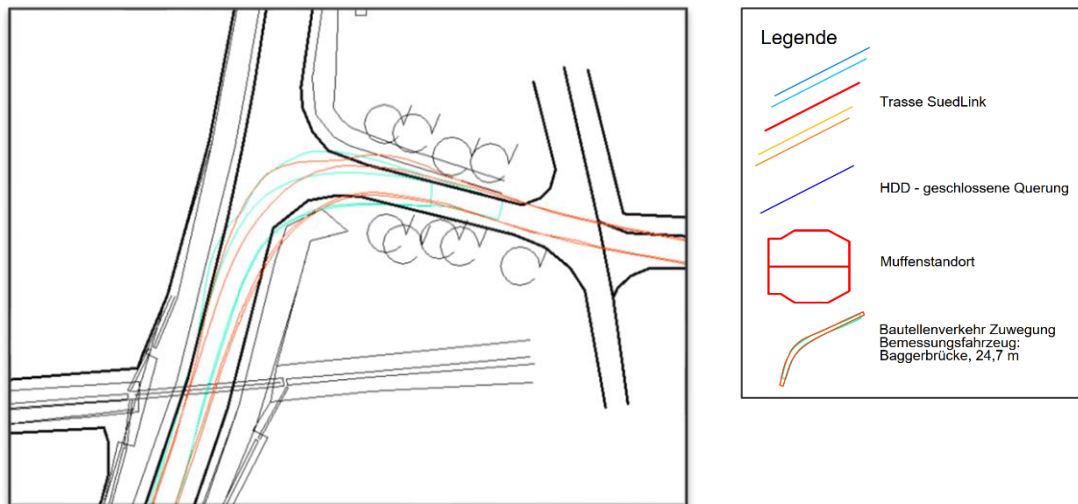 Legende
Trasse SuedLink
HDD - geschlossene Querung
Muffenstandort
Bautellenverkehr Zuwegung
Bemessungsfahrzeug:
Baggerbrücke, 24,7 m